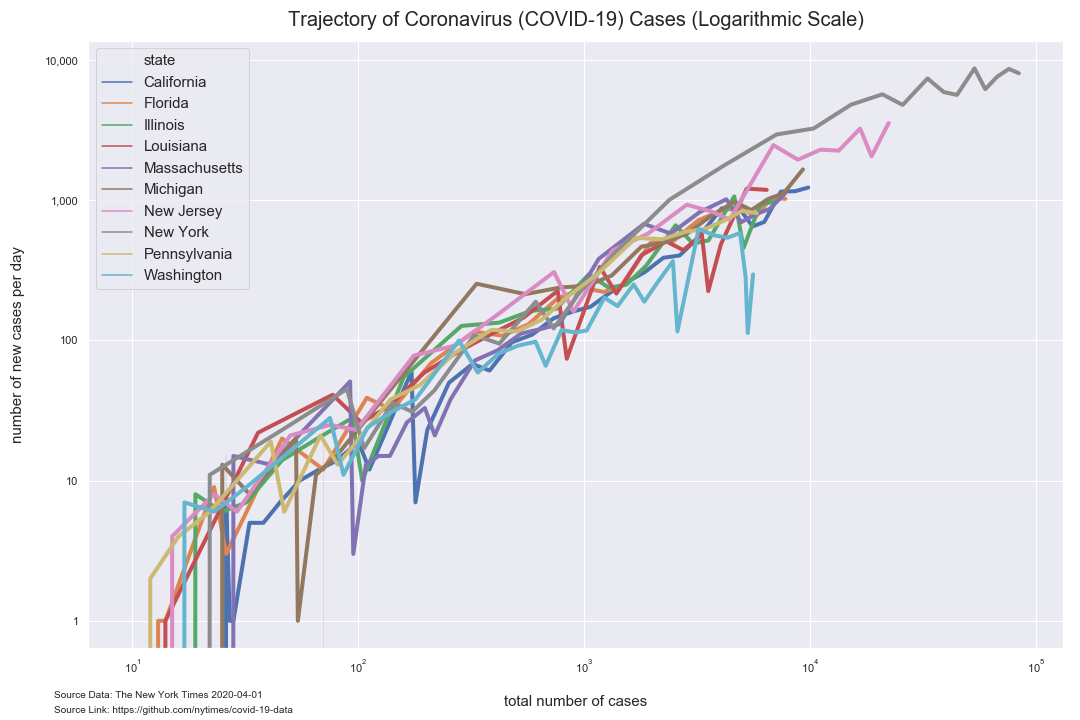 Trajectory of Coronavirus (COVID-19) Cases (Logarithmic Scale)
state
California
Florida
Illinois
Louisiana
Massachusetts
Michigan
New Jersey
New York
Pennsylvania
Washington
number of new cases per day
10,000
1,000
100
10
1
10¹
10²
10³
10⁴
10⁵
total number of cases
Source Data: The New York Times 2020-04-01
Source Link: https://github.com/nytimes/covid-19-data